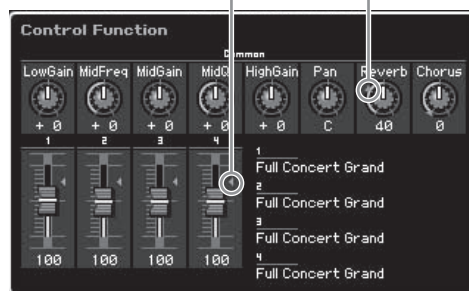 Control Function
Common
LowGain MidFreq MidGain MidQ HighGain Pan Reverb Chorus
+ 0 + 0 + 0 C 40 0
1 2 3 4
1
Full Concert Grand
2
Full Concert Grand
3
Full Concert Grand
4
Full Concert Grand
100 100 100 100